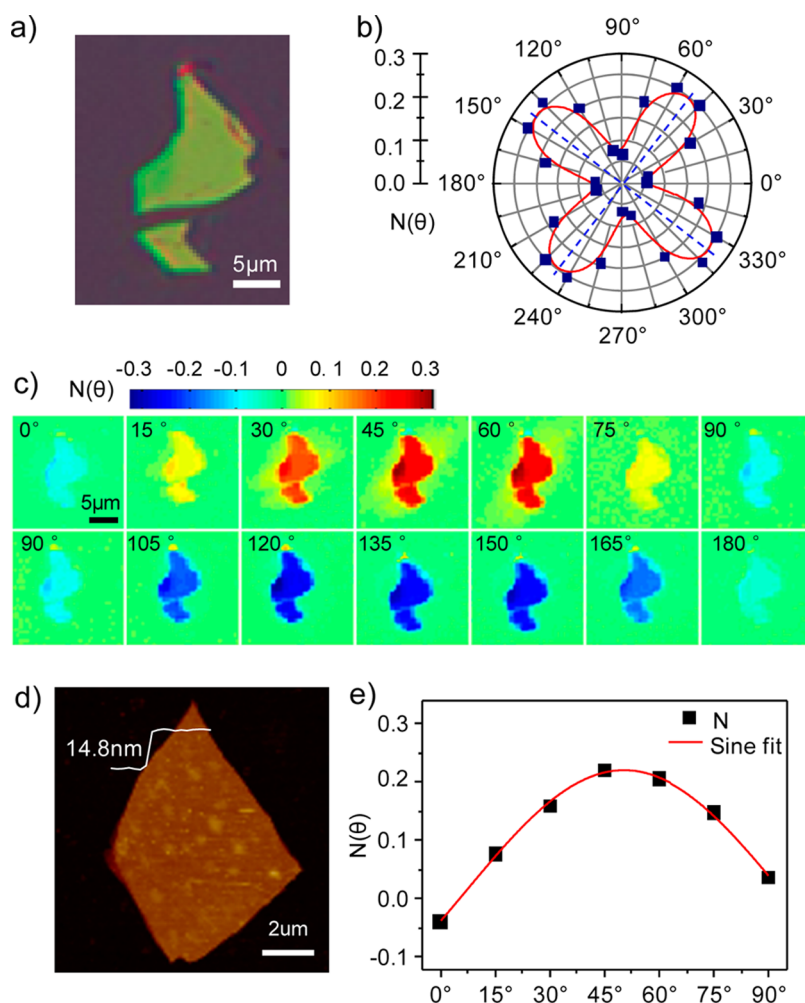 a)
5μm
b)
0.3
0.2
0.1
0.0
N(θ)
90°
60°
30°
0°
330°
300°
270°
240°
210°
180°
150°
120°
c)
N(θ)
-0.3 -0.2 -0.1 0 0.1 0.2 0.3
0° 15° 30° 45° 60° 75° 90°
5μm
90° 105° 120° 135° 150° 165° 180°
d)
14.8nm
2um
e)
N
Sine fit
N(θ)
0.3
0.2
0.1
0.0
-0.1
0° 15° 30° 45° 60° 75° 90°